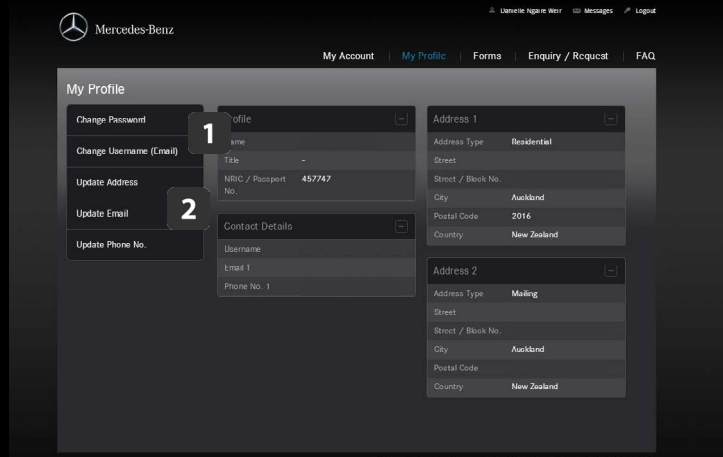 Danielle Ngaire Weir Messages Logout
Mercedes-Benz
My Account My Profile Forms Enquiry / Request FAQ
My Profile
Change Password
Change Username (Email)
Update Address
Update Email
Update Phone No.
1
2
Profile
Name
Title -
NRIC / Passport No. 457747
Contact Details
Username
Email 1
Phone No. 1
Address 1
Address Type Residential
Street
Street / Block No.
City Auckland
Postal Code 2016
Country New Zealand
Address 2
Address Type Mailing
Street
Street / Block No.
City Auckland
Postal Code
Country New Zealand